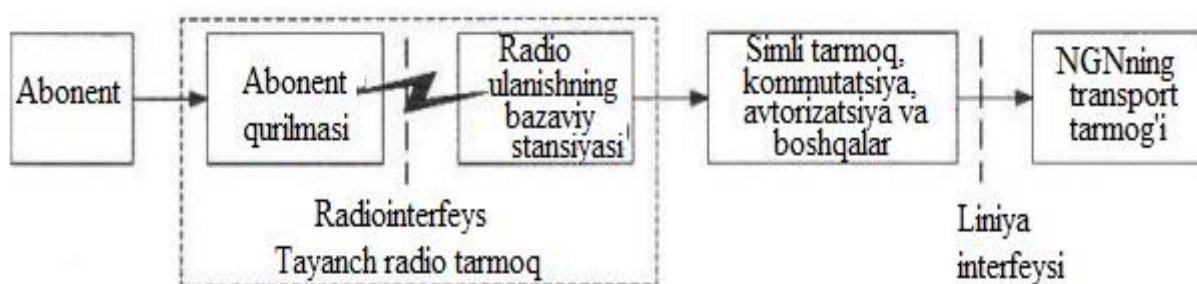 Abonent
Abonent
qurilmasi
Radio
ulanishning
bazaviy
stansiyasi
Simli tarmoq,
kommutatsiya,
avtorizatsiya va
boshqalar
NGNning
transport
tarmog'i
Radiointerfeys
Tayanch radio tarmoq
Liniya
interfeysi